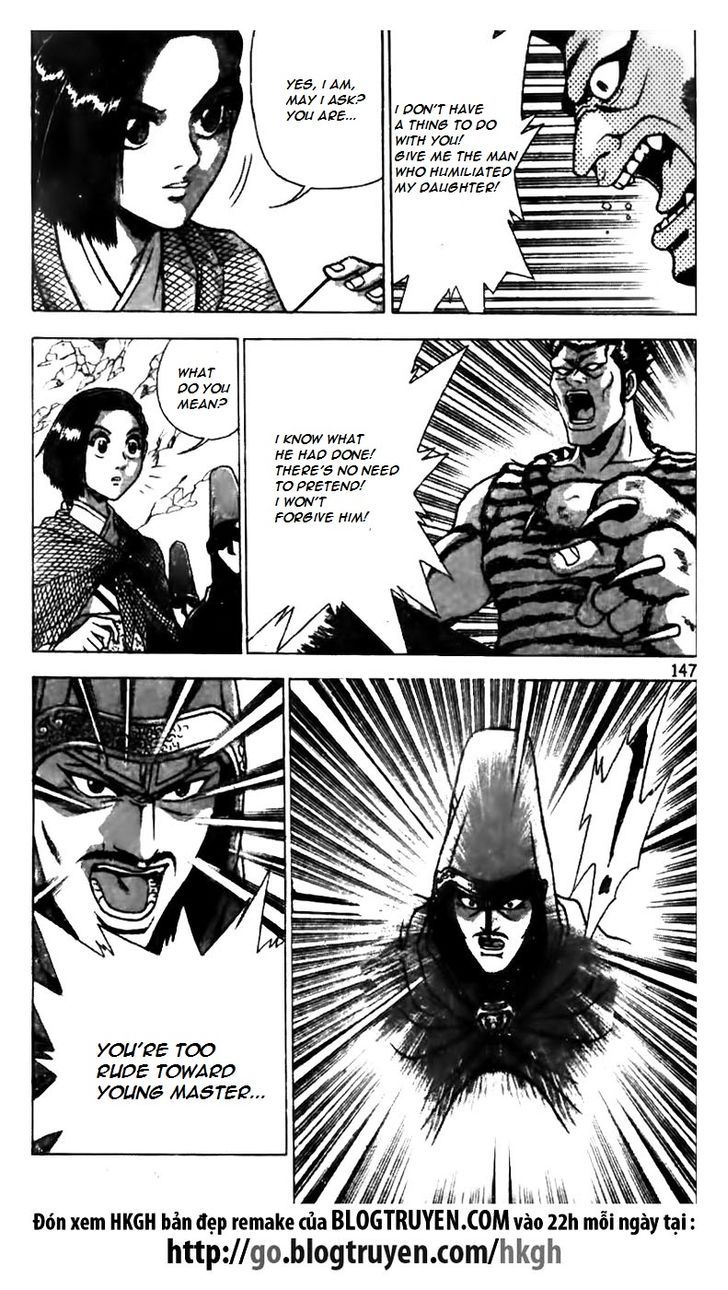 YES, I AM,
MAY I ASK?
YOU ARE...
I DON'T HAVE
A THING TO DO
WITH YOU!
GIVE ME THE MAN
WHO HUMILIATED
MY DAUGHTER!
WHAT
DO YOU
MEAN?
I KNOW WHAT
HE HAD DONE!
THERE'S NO NEED
TO PRETEND!
I WON'T
FORGIVE HIM!
147
YOU'RE TOO
RUDE TOWARD
YOUNG MASTER...
Đón xem HKGH bản đẹp remake của BLOGTRUYEN.COM vào 22h mỗi ngày tại :
http://go.blogtruyen.com/hkgh